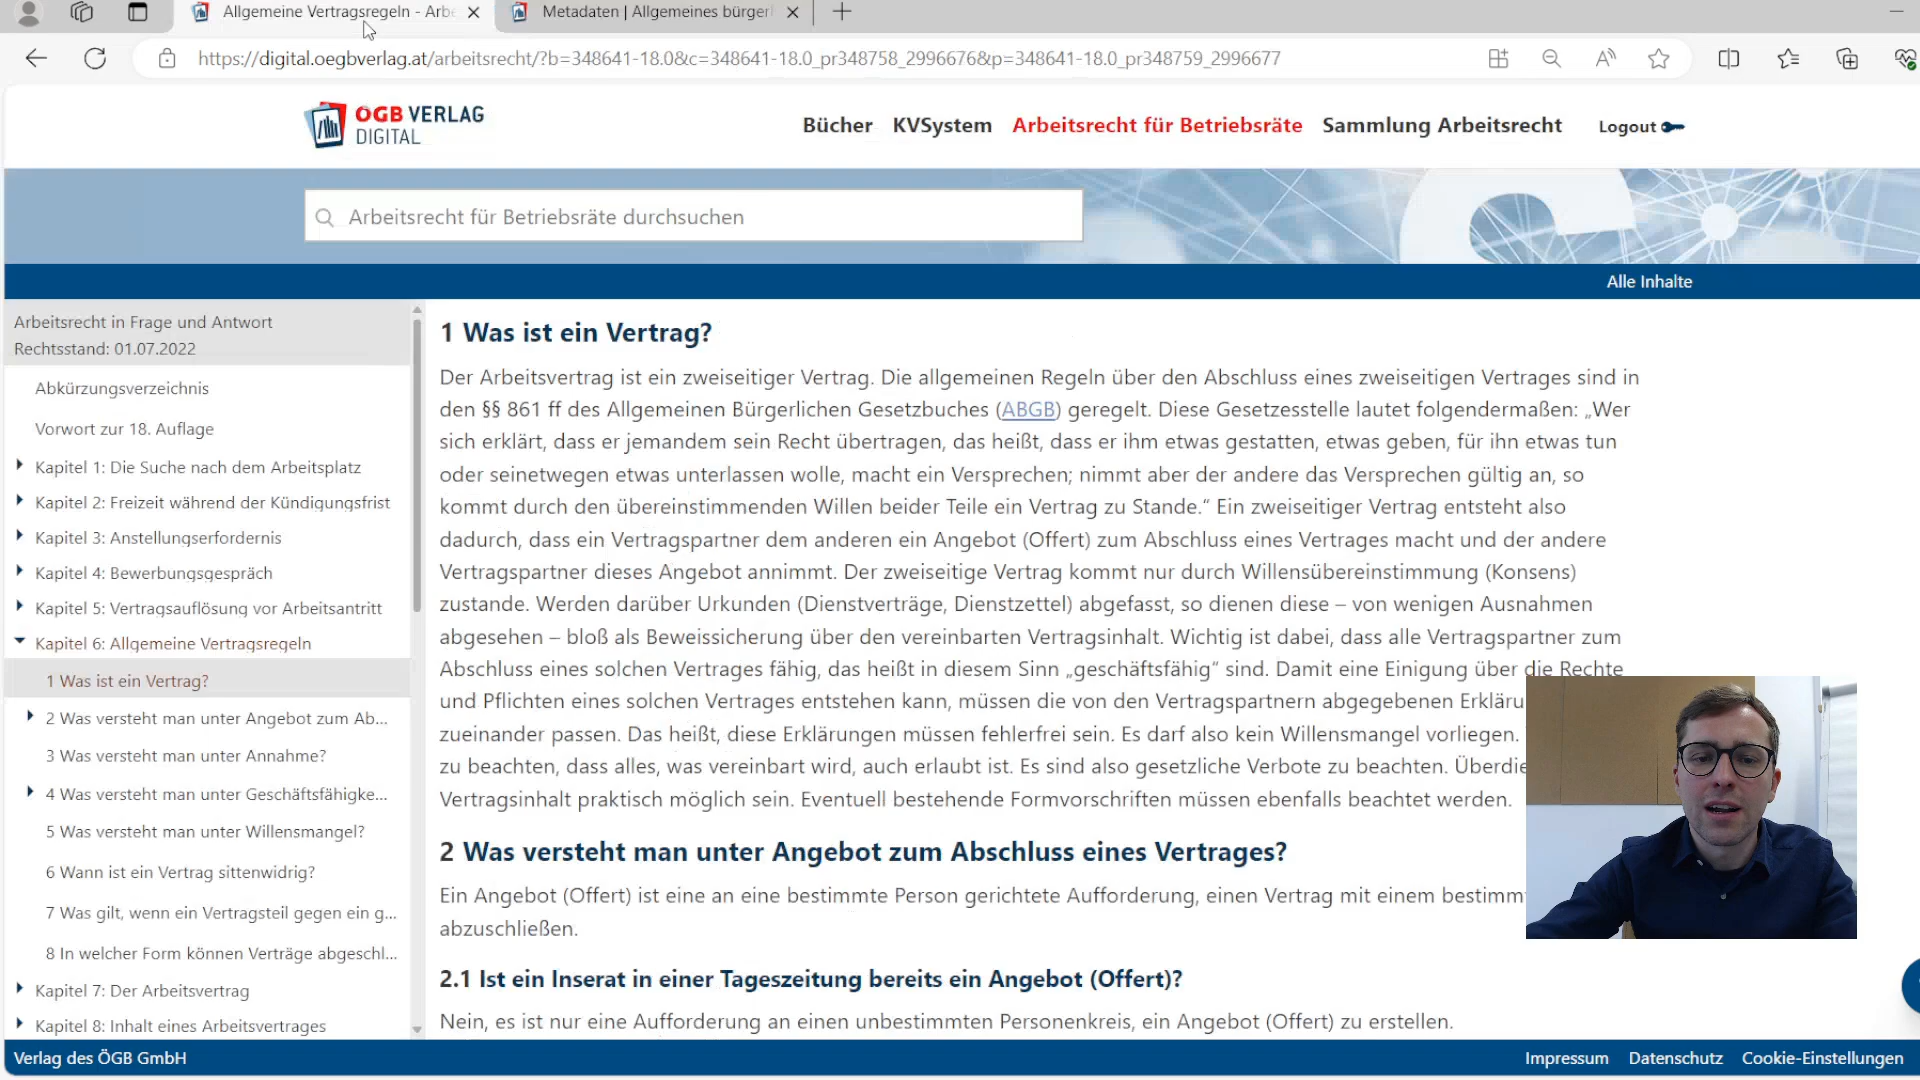 Allgemeine Vertragsregeln - Arbe
Metadaten | Allgemeines bürgerl
https://digital.oegbverlag.at/arbeitsrecht/?b=348641-18.0&c=348641-18.0_pr348758_2996676&p=348641-18.0_pr348759_2996677
ÖGB VERLAG
DIGITAL
Bücher KVSystem Arbeitsrecht für Betriebsräte Sammlung Arbeitsrecht Logout
Arbeitsrecht für Betriebsräte durchsuchen
Alle Inhalte
Arbeitsrecht in Frage und Antwort
Rechtsstand: 01.07.2022
Abkürzungsverzeichnis
Vorwort zur 18. Auflage
Kapitel 1: Die Suche nach dem Arbeitsplatz
Kapitel 2: Freizeit während der Kündigungsfrist
Kapitel 3: Anstellungserfordernis
Kapitel 4: Bewerbungsgespräch
Kapitel 5: Vertragsauflösung vor Arbeitsantritt
Kapitel 6: Allgemeine Vertragsregeln
1 Was ist ein Vertrag?
2 Was versteht man unter Angebot zum Ab...
3 Was versteht man unter Annahme?
4 Was versteht man unter Geschäftsfähigke...
5 Was versteht man unter Willensmangel?
6 Wann ist ein Vertrag sittenwidrig?
7 Was gilt, wenn ein Vertragsteil gegen ein g...
8 In welcher Form können Verträge abgeschl...
Kapitel 7: Der Arbeitsvertrag
Kapitel 8: Inhalt eines Arbeitsvertrages
1 Was ist ein Vertrag?
Der Arbeitsvertrag ist ein zweiseitiger Vertrag. Die allgemeinen Regeln über den Abschluss eines zweiseitigen Vertrages sind in
den §§ 861 ff des Allgemeinen Bürgerlichen Gesetzbuches (ABGB) geregelt. Diese Gesetzesstelle lautet folgendermaßen: „Wer
sich erklärt, dass er jemandem sein Recht übertragen, das heißt, dass er ihm etwas gestatten, etwas geben, für ihn etwas tun
oder seinetwegen etwas unterlassen wolle, macht ein Versprechen; nimmt aber der andere das Versprechen gültig an, so
kommt durch den übereinstimmenden Willen beider Teile ein Vertrag zu Stande.“ Ein zweiseitiger Vertrag entsteht also
dadurch, dass ein Vertragspartner dem anderen ein Angebot (Offert) zum Abschluss eines Vertrages macht und der andere
Vertragspartner dieses Angebot annimmt. Der zweiseitige Vertrag kommt nur durch Willensübereinstimmung (Konsens)
zustande. Werden darüber Urkunden (Dienstverträge, Dienstzettel) abgefasst, so dienen diese – von wenigen Ausnahmen
abgesehen – bloß als Beweissicherung über den vereinbarten Vertragsinhalt. Wichtig ist dabei, dass alle Vertragspartner zum
Abschluss eines solchen Vertrages fähig, das heißt in diesem Sinn „geschäftsfähig“ sind. Damit eine Einigung über die Rechte
und Pflichten eines solchen Vertrages entstehen kann, müssen die von den Vertragspartnern abgegebenen Erkläru
zueinander passen. Das heißt, diese Erklärungen müssen fehlerfrei sein. Es darf also kein Willensmangel vorliegen.
zu beachten, dass alles, was vereinbart wird, auch erlaubt ist. Es sind also gesetzliche Verbote zu beachten. Überdie
Vertragsinhalt praktisch möglich sein. Eventuell bestehende Formvorschriften müssen ebenfalls beachtet werden.
2 Was versteht man unter Angebot zum Abschluss eines Vertrages?
Ein Angebot (Offert) ist eine an eine bestimmte Person gerichtete Aufforderung, einen Vertrag mit einem bestimm
abzuschließen.
2.1 Ist ein Inserat in einer Tageszeitung bereits ein Angebot (Offert)?
Nein, es ist nur eine Aufforderung an einen unbestimmten Personenkreis, ein Angebot (Offert) zu erstellen.
Verlag des ÖGB GmbH
Impressum Datenschutz Cookie-Einstellungen